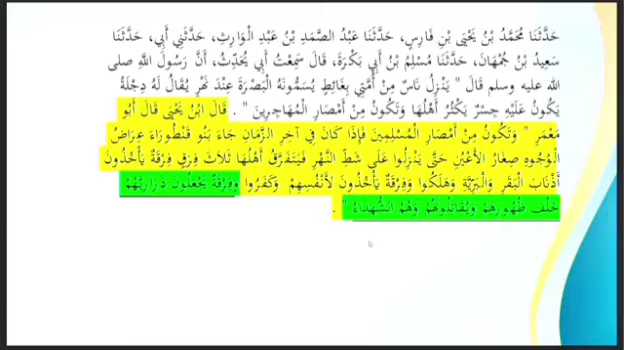 حَدَّثَنَا مُحَمَّدُ بْنُ يَحْيَى بْنِ فَارِسٍ، حَدَّثَنَا عَبْدُ الصَّمَدِ بْنُ عَبْدِ الْوَارِثِ، حَدَّثَنِي أَبِي، حَدَّثَنَا
سَعِيدُ بْنُ جُمْهَانَ، حَدَّثَنَا مُسْلِمُ بْنُ أَبِي بَكْرَةَ، قَالَ سَمِعْتُ أَبِي يُحَدِّثُ، أَنَّ رَسُولَ اللَّهِ صلى
الله عليه وسلم قَالَ " يَنْزِلُ نَاسٌ مِنْ أُمَّتِي بِغَائِطٍ يُسَمُّونَهُ الْبَصْرَةَ عِنْدَ نَهْرٍ يُقَالُ لَهُ دِجْلَةُ
يَكُونُ عَلَيْهِ جِسْرٌ يَكْثُرُ أَهْلُهَا وَتَكُونُ مِنْ أَمْصَارِ الْمُهَاجِرِينَ " . قَالَ ابْنُ يَحْيَى قَالَ أَبُو
مَعْمَرٍ " وَتَكُونُ مِنْ أَمْصَارِ الْمُسْلِمِينَ فَإِذَا كَانَ فِي آخِرِ الزَّمَانِ جَاءَ بَنُو قَنْطُورَاءَ عِرَاضُ
الْوُجُوهِ صِغَارُ الأَعْيُنِ حَتَّى يَنْزِلُوا عَلَى شَطِّ النَّهْرِ فَيَتَفَرَّقُ أَهْلُهَا ثَلاَثَ فِرَقٍ فِرْقَةٌ يَأْخُذُونَ
أَذْنَابَ الْبَقَرِ وَالْبَرِّيَّةِ وَهَلَكُوا وَفِرْقَةٌ يَأْخُذُونَ لأَنْفُسِهِمْ وَكَفَرُوا وَفِرْقَةٌ يَجْعَلُونَ ذَرَارِيَّهُمْ
خَلْفَ ظُهُورِهِمْ وَيُقَاتِلُونَهُمْ وَهُمُ الشُّهَدَاءُ " .